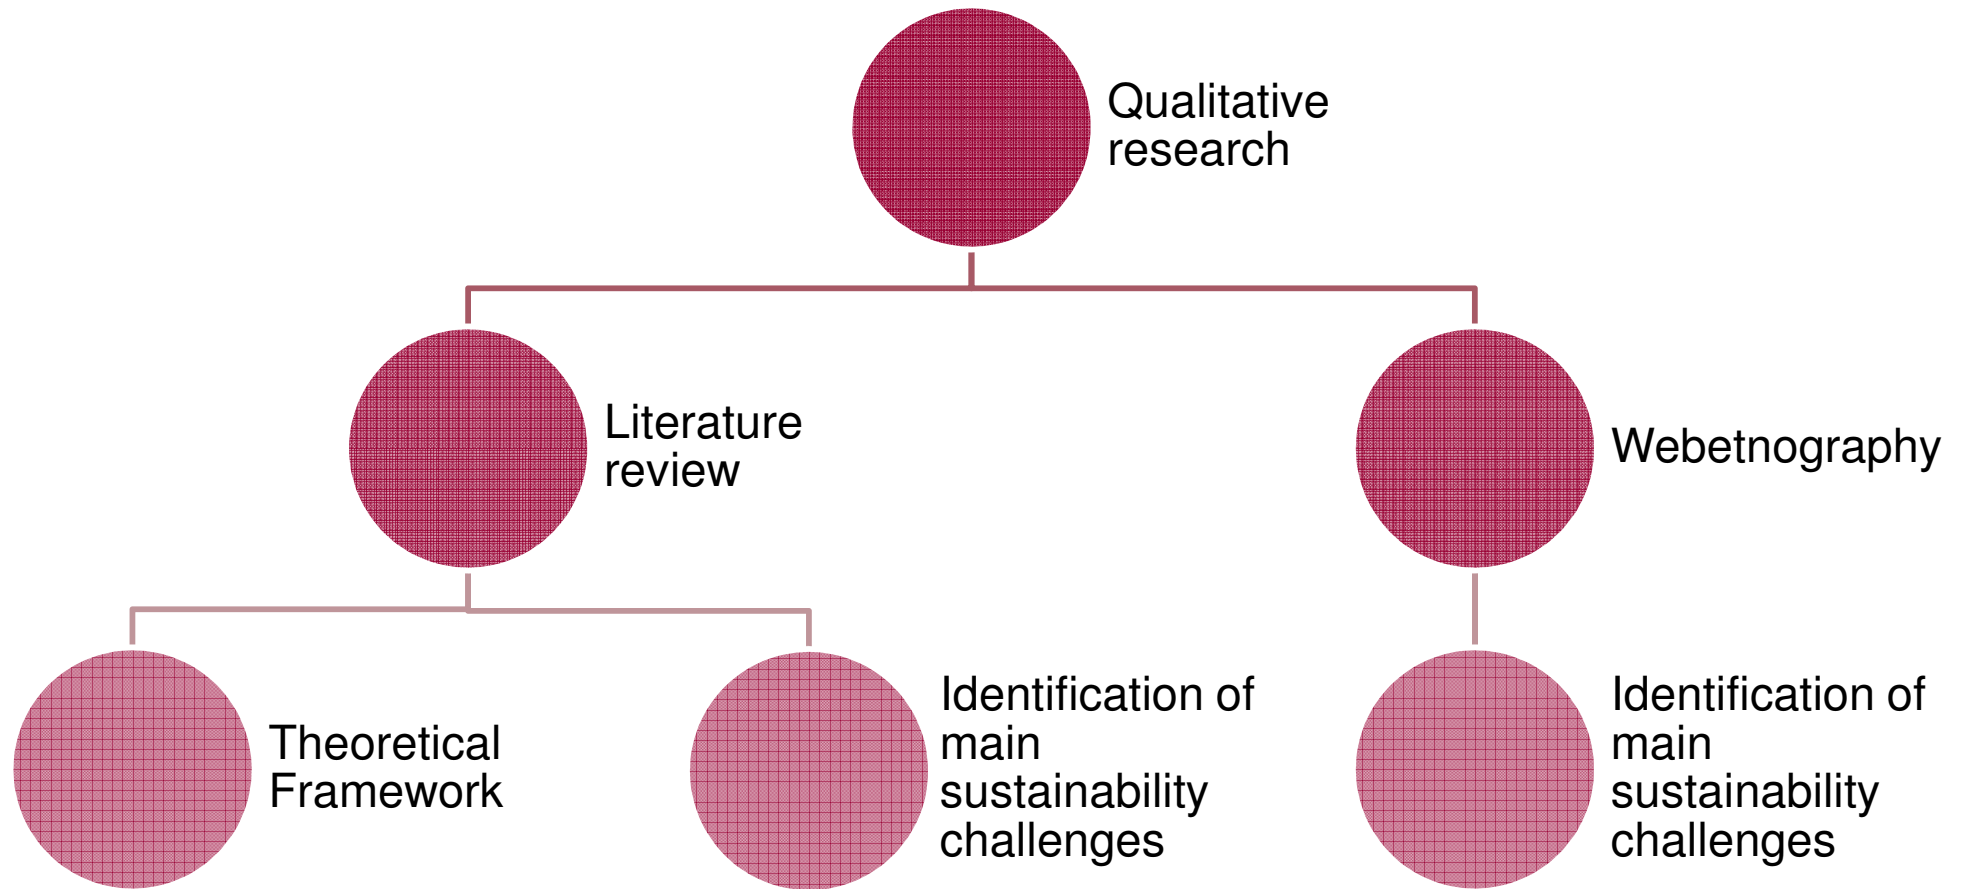 Qualitative
research
Literature
review
Webetnography
Theoretical
Framework
Identification of
main
sustainability
challenges
Identification of
main
sustainability
challenges